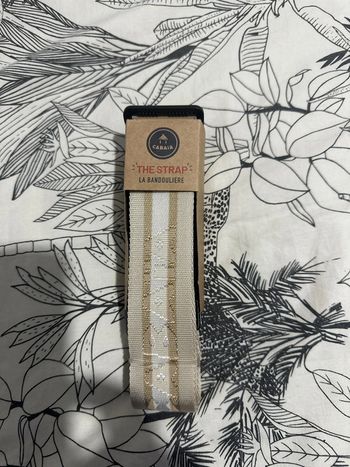 CABAÏA
THE STRAP
LA BANDOULIÈRE